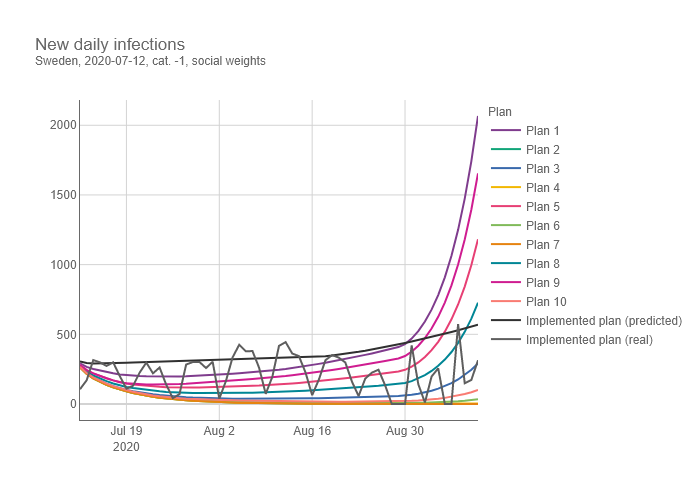 New daily infections
Sweden, 2020-07-12, cat. -1, social weights
Plan
Plan 1
Plan 2
Plan 3
Plan 4
Plan 5
Plan 6
Plan 7
Plan 8
Plan 9
Plan 10
Implemented plan (predicted)
Implemented plan (real)
2000
1500
1000
500
0
Jul 19
2020
Aug 2
Aug 16
Aug 30